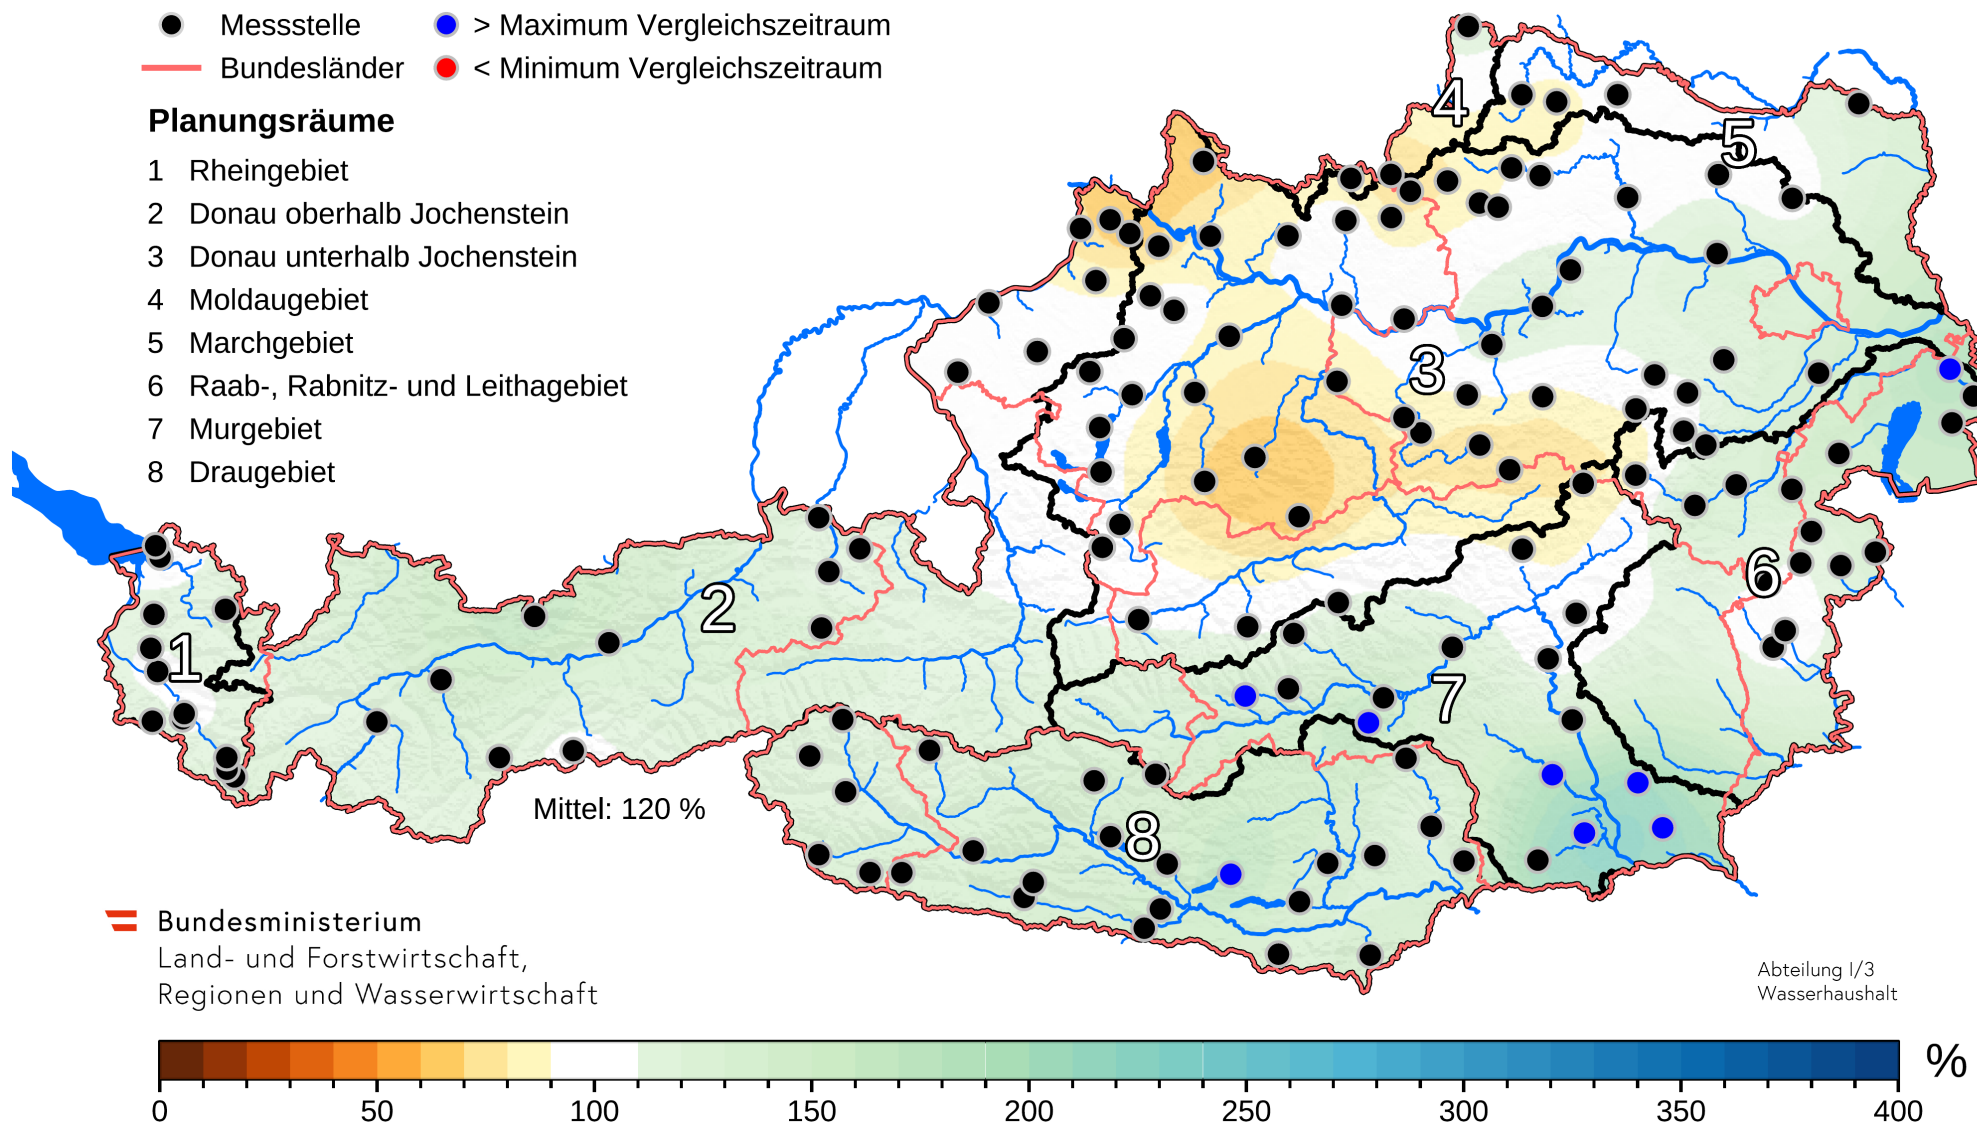 Messstelle
> Maximum Vergleichszeitraum
Bundesländer
< Minimum Vergleichszeitraum
Planungsräume
1 Rheingebiet
2 Donau oberhalb Jochenstein
3 Donau unterhalb Jochenstein
4 Moldaugebiet
5 Marchgebiet
6 Raab-, Rabnitz- und Leithagebiet
7 Murgebiet
8 Draugebiet
4
5
3
6
2
1
7
8
Mittel: 120 %
Bundesministerium
Land- und Forstwirtschaft,
Regionen und Wasserwirtschaft
Abteilung I/3
Wasserhaushalt
%
0 50 100 150 200 250 300 350 400